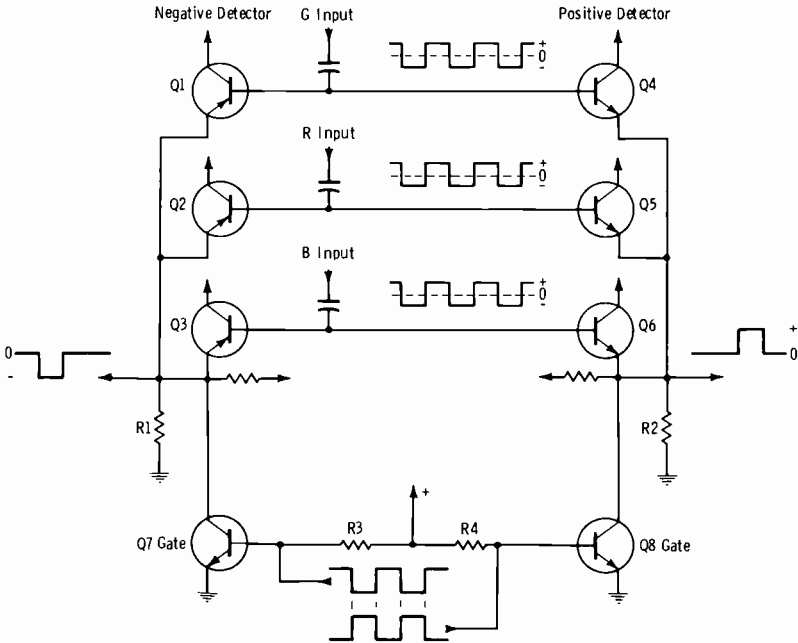 Negative Detector
G Input
Positive Detector
+
0
-
Q1
Q4
R Input
+
0
-
Q2
Q5
B Input
+
0
-
Q3
Q6
0
-
+
0
R1
R2
+
Q7 Gate
R3
R4
Q8 Gate